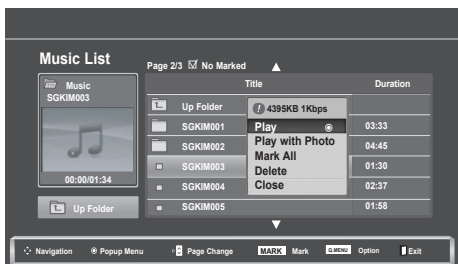 Music List
Page 2/3 No Marked
Music
SGKIM003
00:00/01:34
Up Folder
Title Duration
Up Folder
SGKIM001 03:33
SGKIM002 04:45
SGKIM003 01:30
SGKIM004 02:37
SGKIM005 01:58
4395KB 1Kbps
Play
Play with Photo
Mark All
Delete
Close
Navigation Popup Menu Page Change MARK Mark Q.MENU Option Exit